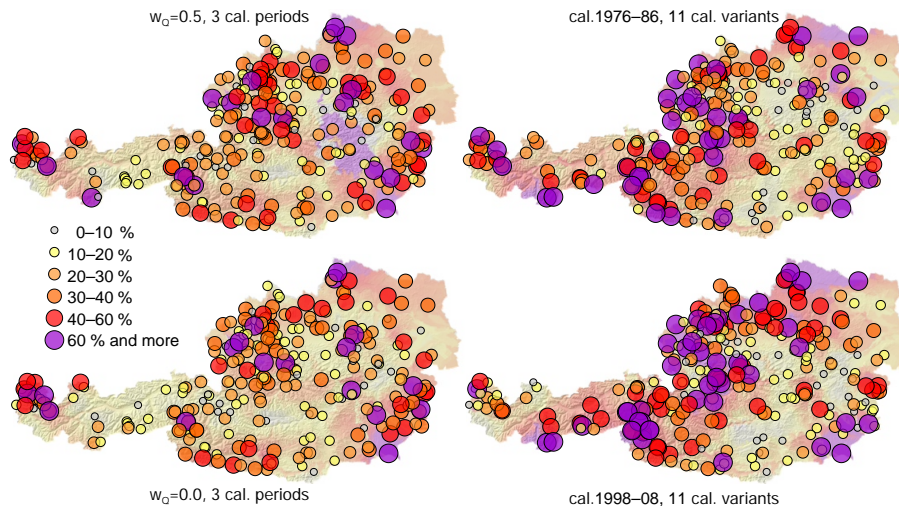 w_Q=0.5, 3 cal. periods
cal.1976–86, 11 cal. variants
0–10 %
10–20 %
20–30 %
30–40 %
40–60 %
60 % and more
w_Q=0.0, 3 cal. periods
cal.1998–08, 11 cal. variants